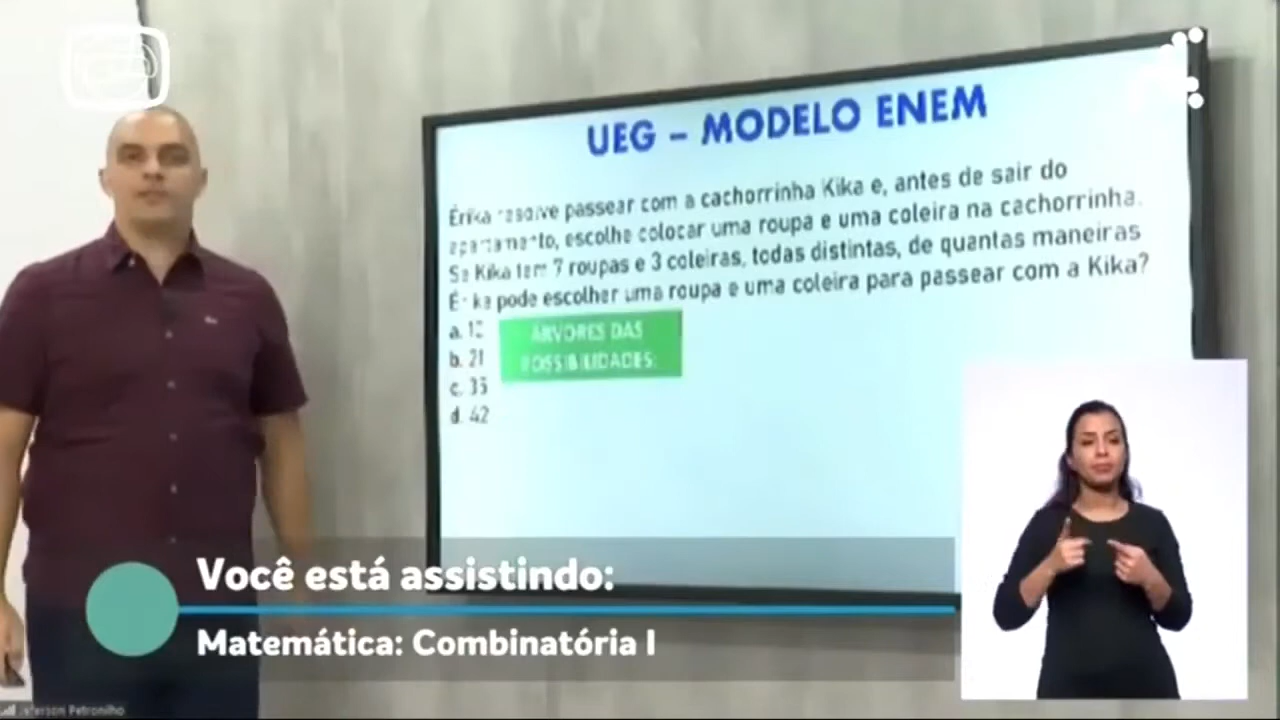 UEG – MODELO ENEM
Érika resolve passear com a cachorrinha Kika e, antes de sair do
apartamento, escolhe colocar uma roupa e uma coleira na cachorrinha.
Se Kika tem 7 roupas e 3 coleiras, todas distintas, de quantas maneiras
Érika pode escolher uma roupa e uma coleira para passear com a Kika?
a. 12
b. 21
c. 35
d. 42
ÁRVORES DAS
POSSIBILIDADES:
Você está assistindo:
Matemática: Combinatória I
Petronilho